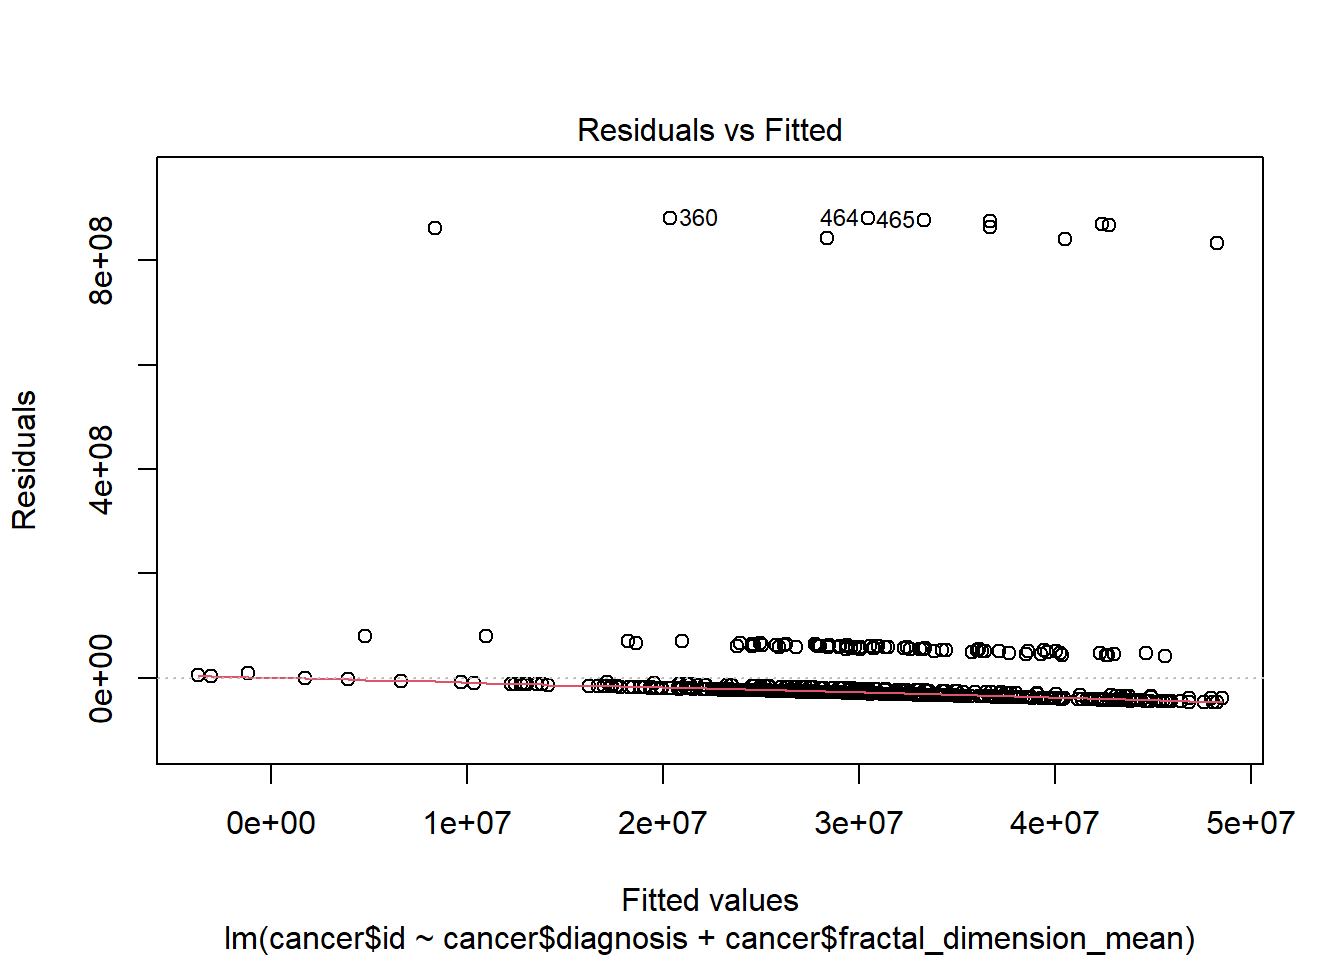 Residuals vs Fitted
360
464
465
Residuals
0e+00
4e+08
8e+08
0e+00 1e+07 2e+07 3e+07 4e+07 5e+07
Fitted values
lm(cancer$id ~ cancer$diagnosis + cancer$fractal_dimension_mean)